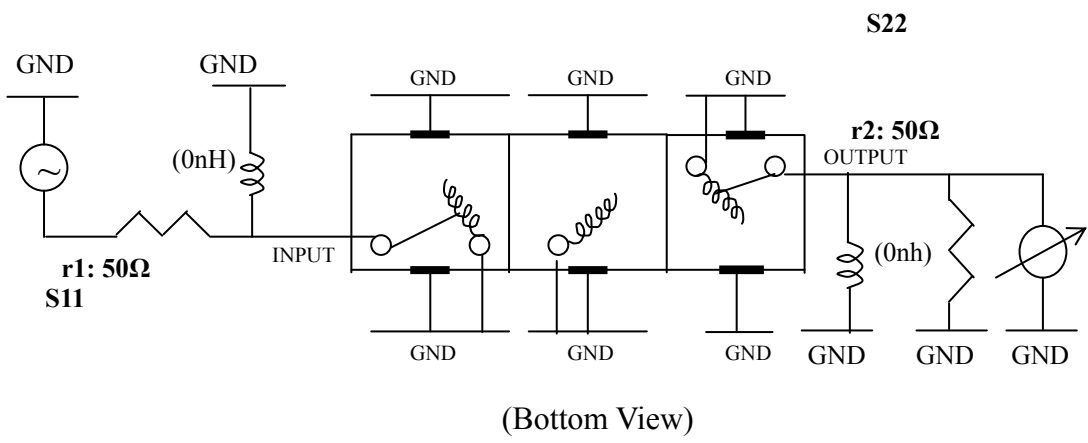 S22
GND
GND
GND
GND
GND
r2: 50Ω
OUTPUT
(0nH)
~
INPUT
(0nh)
r1: 50Ω
S11
GND
GND
GND
GND
GND
GND
(Bottom View)